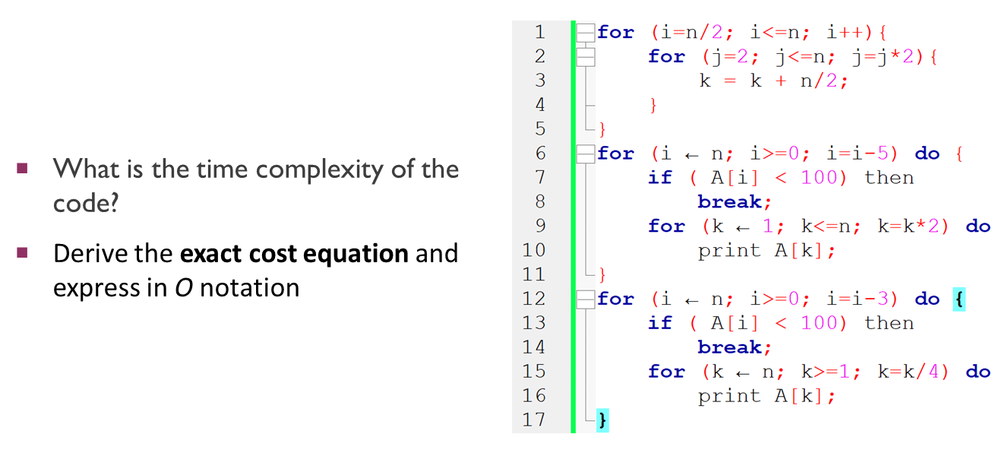 What is the time complexity of the
code?
Derive the exact cost equation and
express in O notation
1 for (i=n/2; i<=n; i++){
2 for (j=2; j<=n; j=j*2){
3 k = k + n/2;
4 }
5 }
6 for (i ← n; i>=0; i=i-5) do {
7 if ( A[i] < 100) then
8 break;
9 for (k ← 1; k<=n; k=k*2) do
10 print A[k];
11 }
12 for (i ← n; i>=0; i=i-3) do {
13 if ( A[i] < 100) then
14 break;
15 for (k ← n; k>=1; k=k/4) do
16 print A[k];
17 }